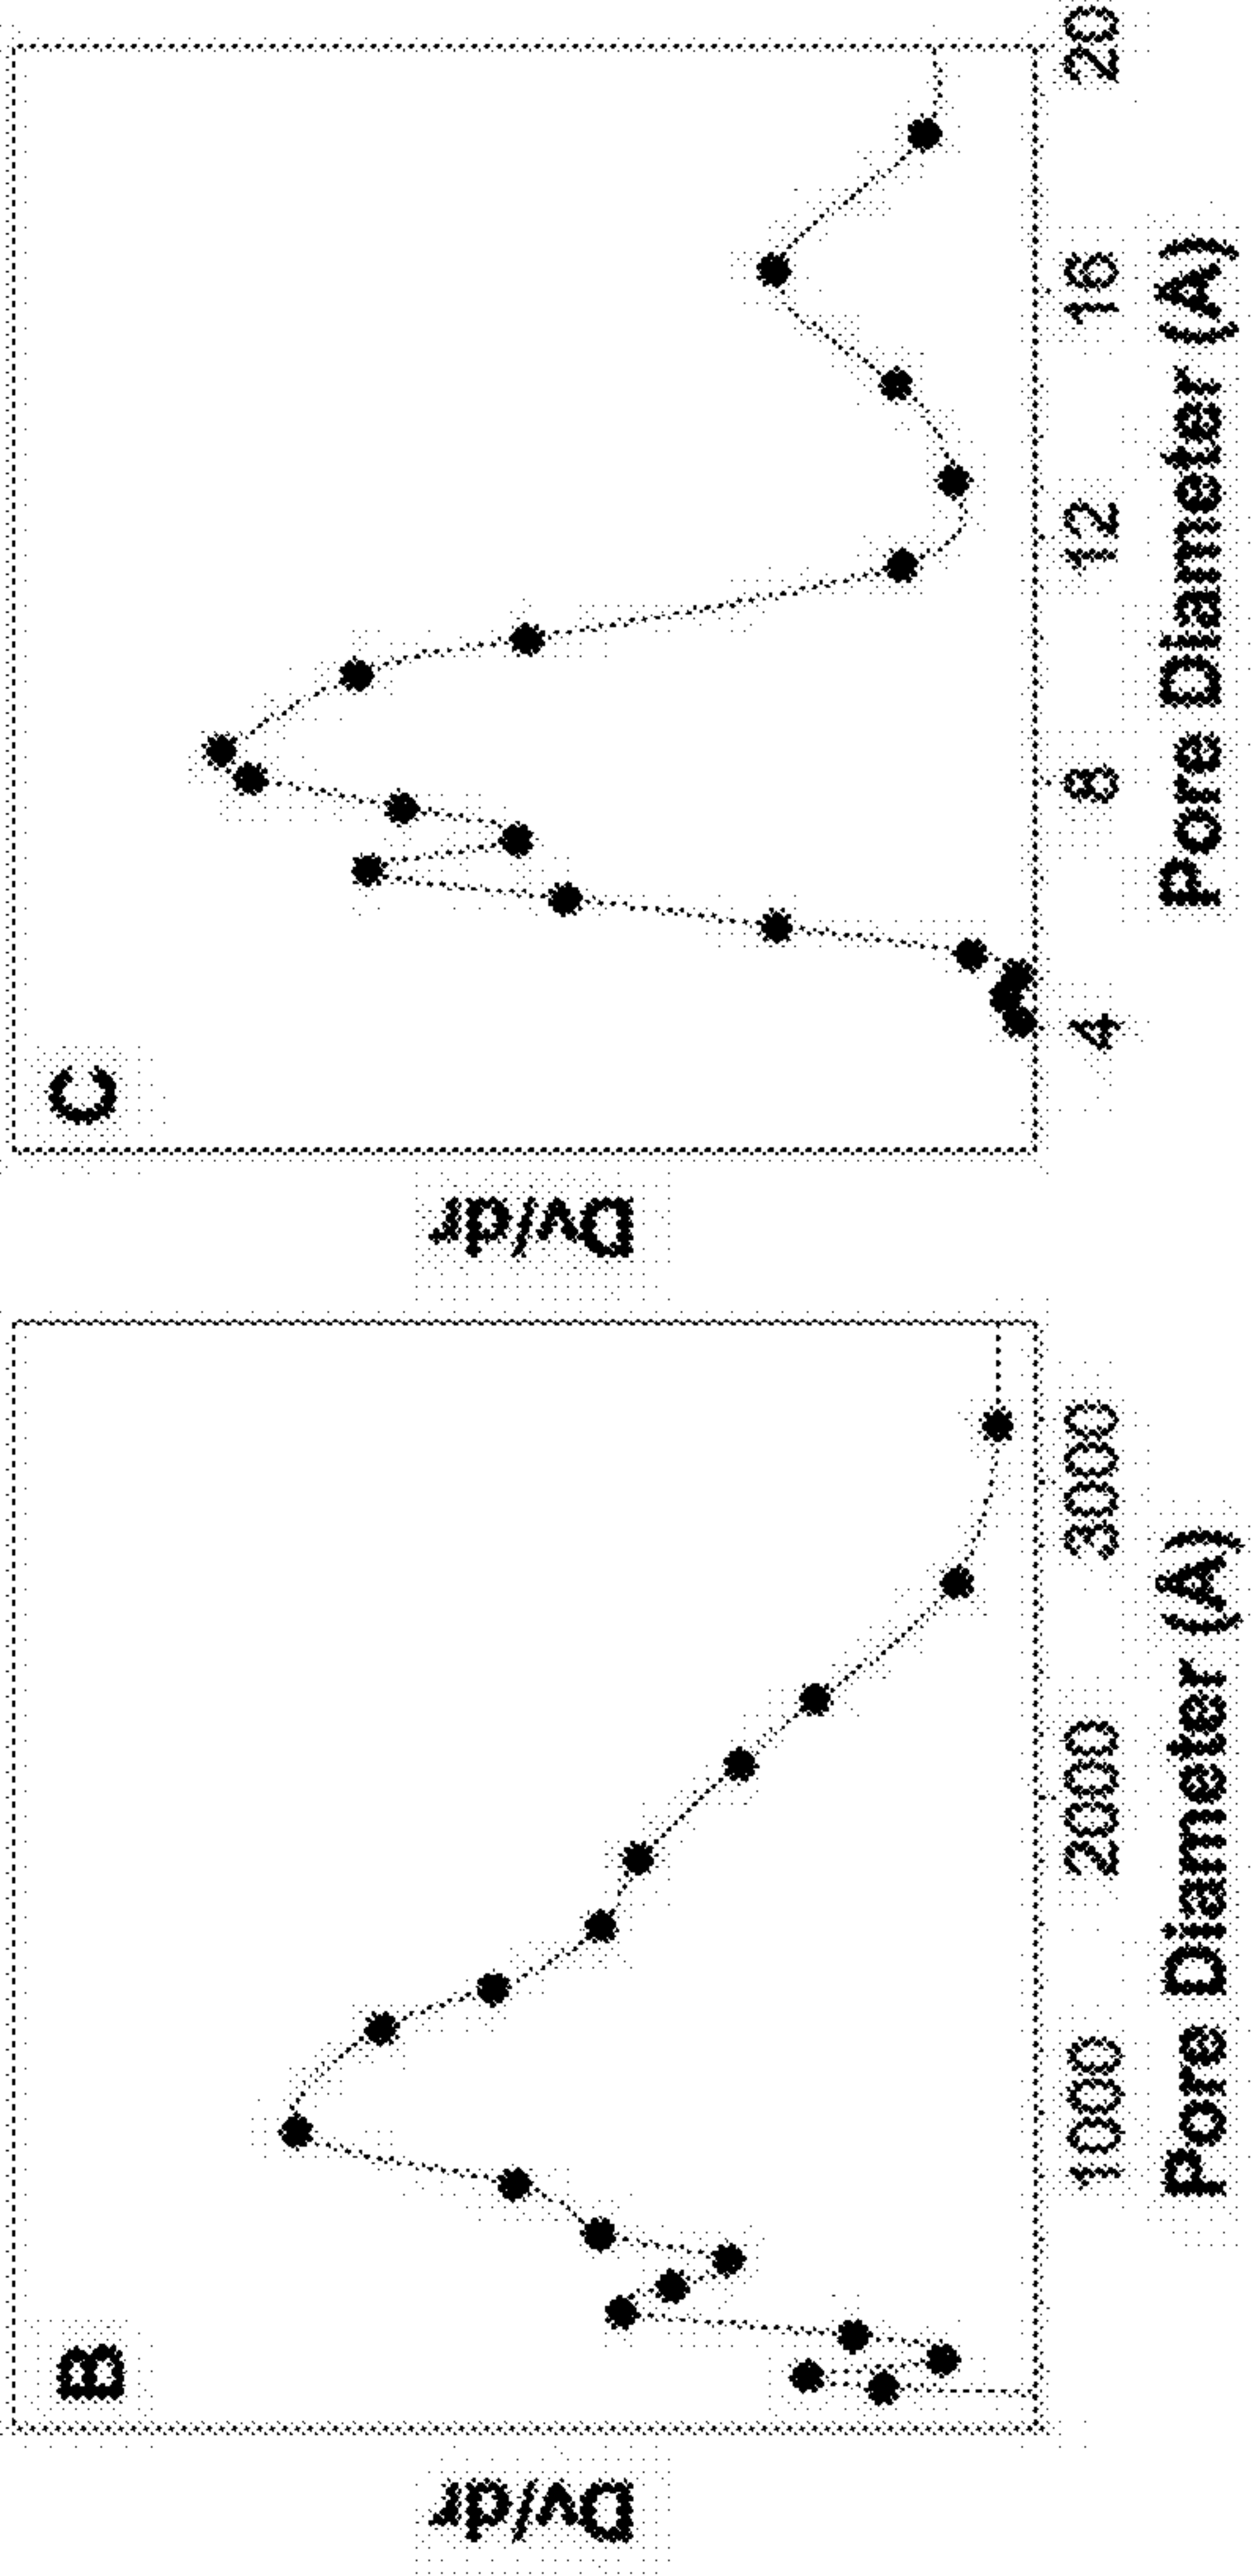 B
Dv/dr
1000 2000 3000
Pore Diameter (Å)
C
Dv/dr
4 8 12 16 20
Pore Diameter (A)